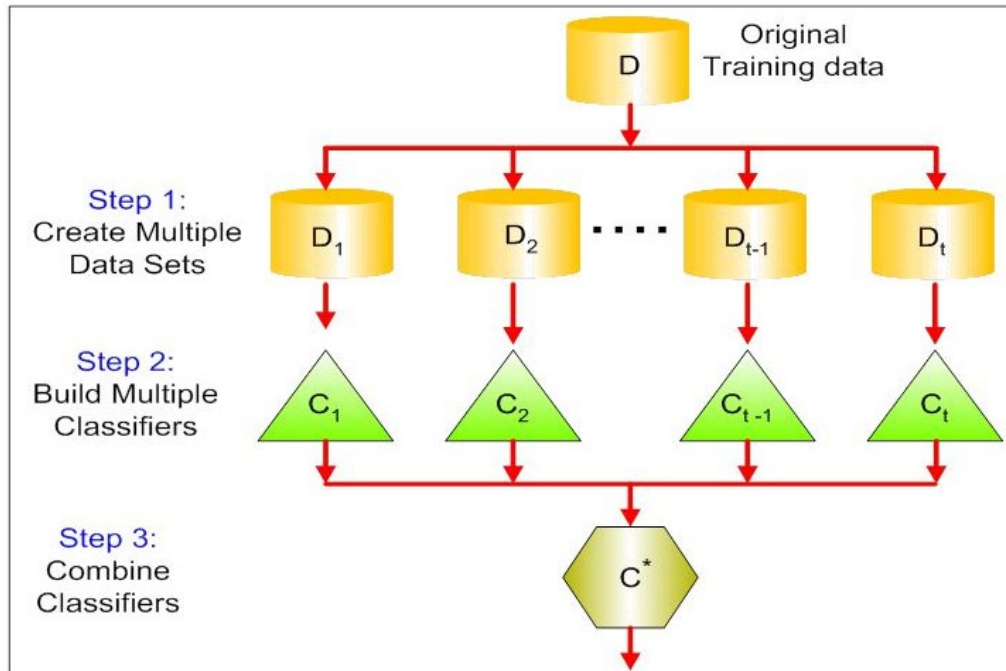 D
Original
Training data
Step 1:
Create Multiple
Data Sets
D1
D2
....
Dt-1
Dt
Step 2:
Build Multiple
Classifiers
C1
C2
Ct -1
Ct
Step 3:
Combine
Classifiers
C*